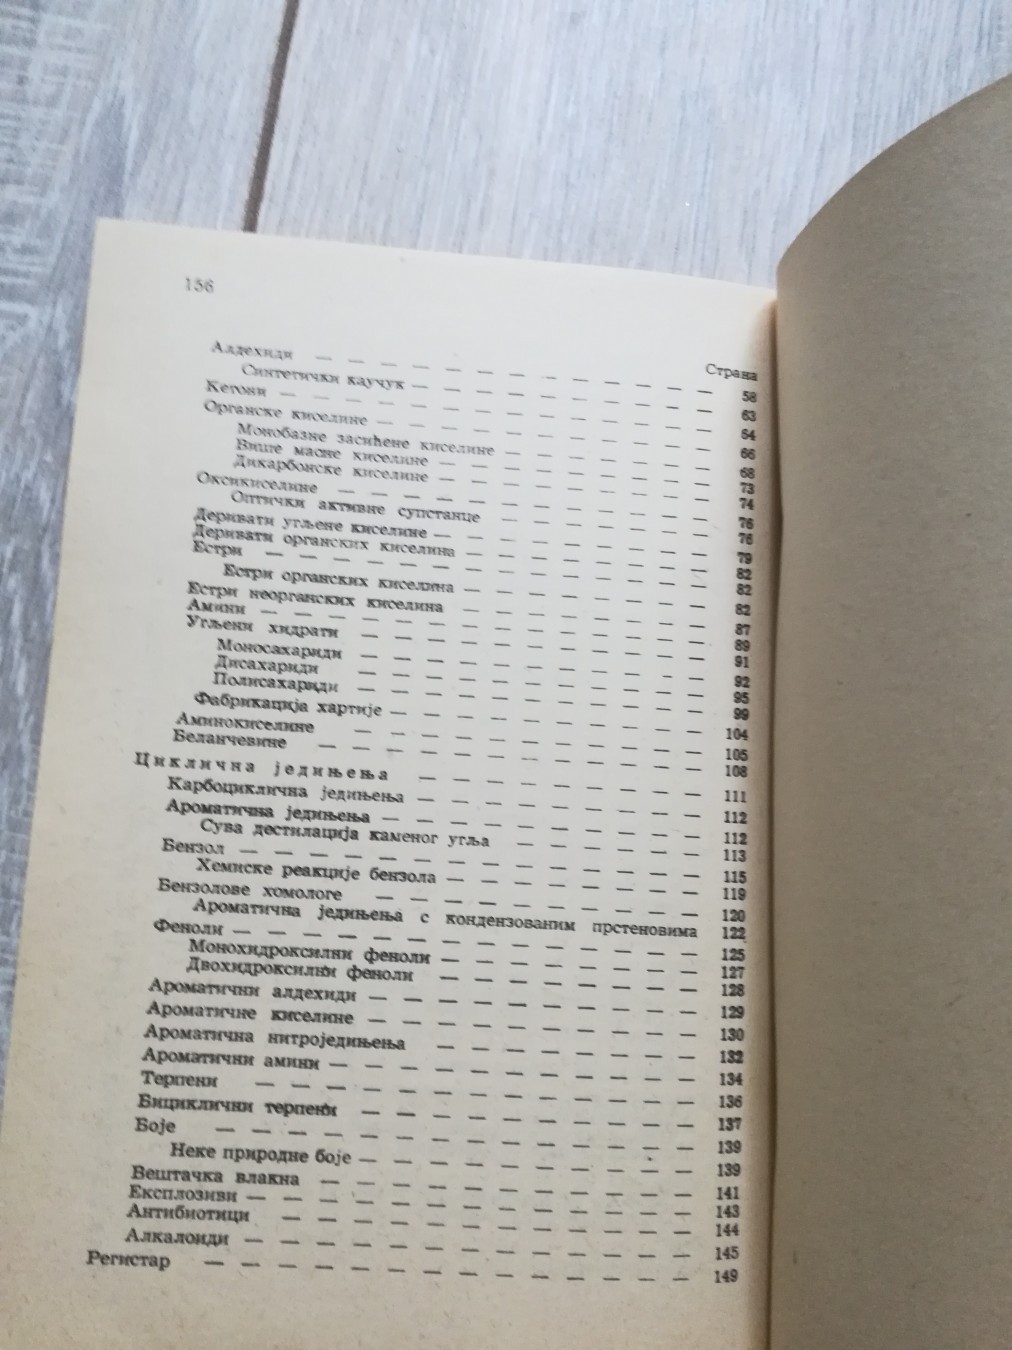 156
Страна
Алдехиди — — — — — — — — — — — — 58
Синтетички каучук — — — — — — — — — 63
Кетони — — — — — — — — — — — — 64
Органске киселине — — — — — — — — — — 66
Монобазне засићене киселине — — — — — — 68
Више масне киселине — — — — — — — — 73
Дикарбонске киселине — — — — — — — — 74
Оксикиселине — — — — — — — — — — 76
Оптички активне супстанце — — — — — — 76
Деривати угљене киселине — — — — — — — — 79
Деривати органских киселина — — — — — — — 82
Естри — — — — — — — — — — — — 82
Естри органских киселина — — — — — — — 82
Естри неорганских киселина — — — — — — — 87
Амини — — — — — — — — — — — — 89
Угљени хидрати — — — — — — — — — 91
Моносахариди — — — — — — — — — 92
Дисахариди — — — — — — — — — 95
Полисахариди — — — — — — — — — 99
Фабрикација хартије — — — — — — — — 104
Аминокиселине — — — — — — — — — 105
Беланчевине — — — — — — — — — — 108
Циклична једињења — — — — — — — 111
Карбоциклична једињења — — — — — — — 112
Ароматична једињења — — — — — — — — 112
Сува дестилација каменог угља — — — — — 113
Бензол — — — — — — — — — — — — 115
Хемиске реакције бензола — — — — — — — 119
Бензолове хомологе — — — — — — — — 120
Ароматична једињења с кондензованим прстеновима 122
Феноли — — — — — — — — — — — — 125
Монохидроксилни феноли — — — — — — — 127
Двохидроксилни феноли — — — — — — — 128
Ароматични алдехиди — — — — — — — — — 129
Ароматичне киселине — — — — — — — — — 130
Ароматична нитроједињења — — — — — — — 132
Ароматични амини — — — — — — — — — — 134
Терпени — — — — — — — — — — — — 136
Бициклични терпени — — — — — — — — — 137
Боје — — — — — — — — — — — — — 139
Неке природне боје — — — — — — — — — 139
Вештачка влакна — — — — — — — — — — 141
Експлозиви — — — — — — — — — — — — 143
Антибиотици — — — — — — — — — — — 144
Алкалоиди — — — — — — — — — — — — 145
Регистар — — — — — — — — — — — — — 149